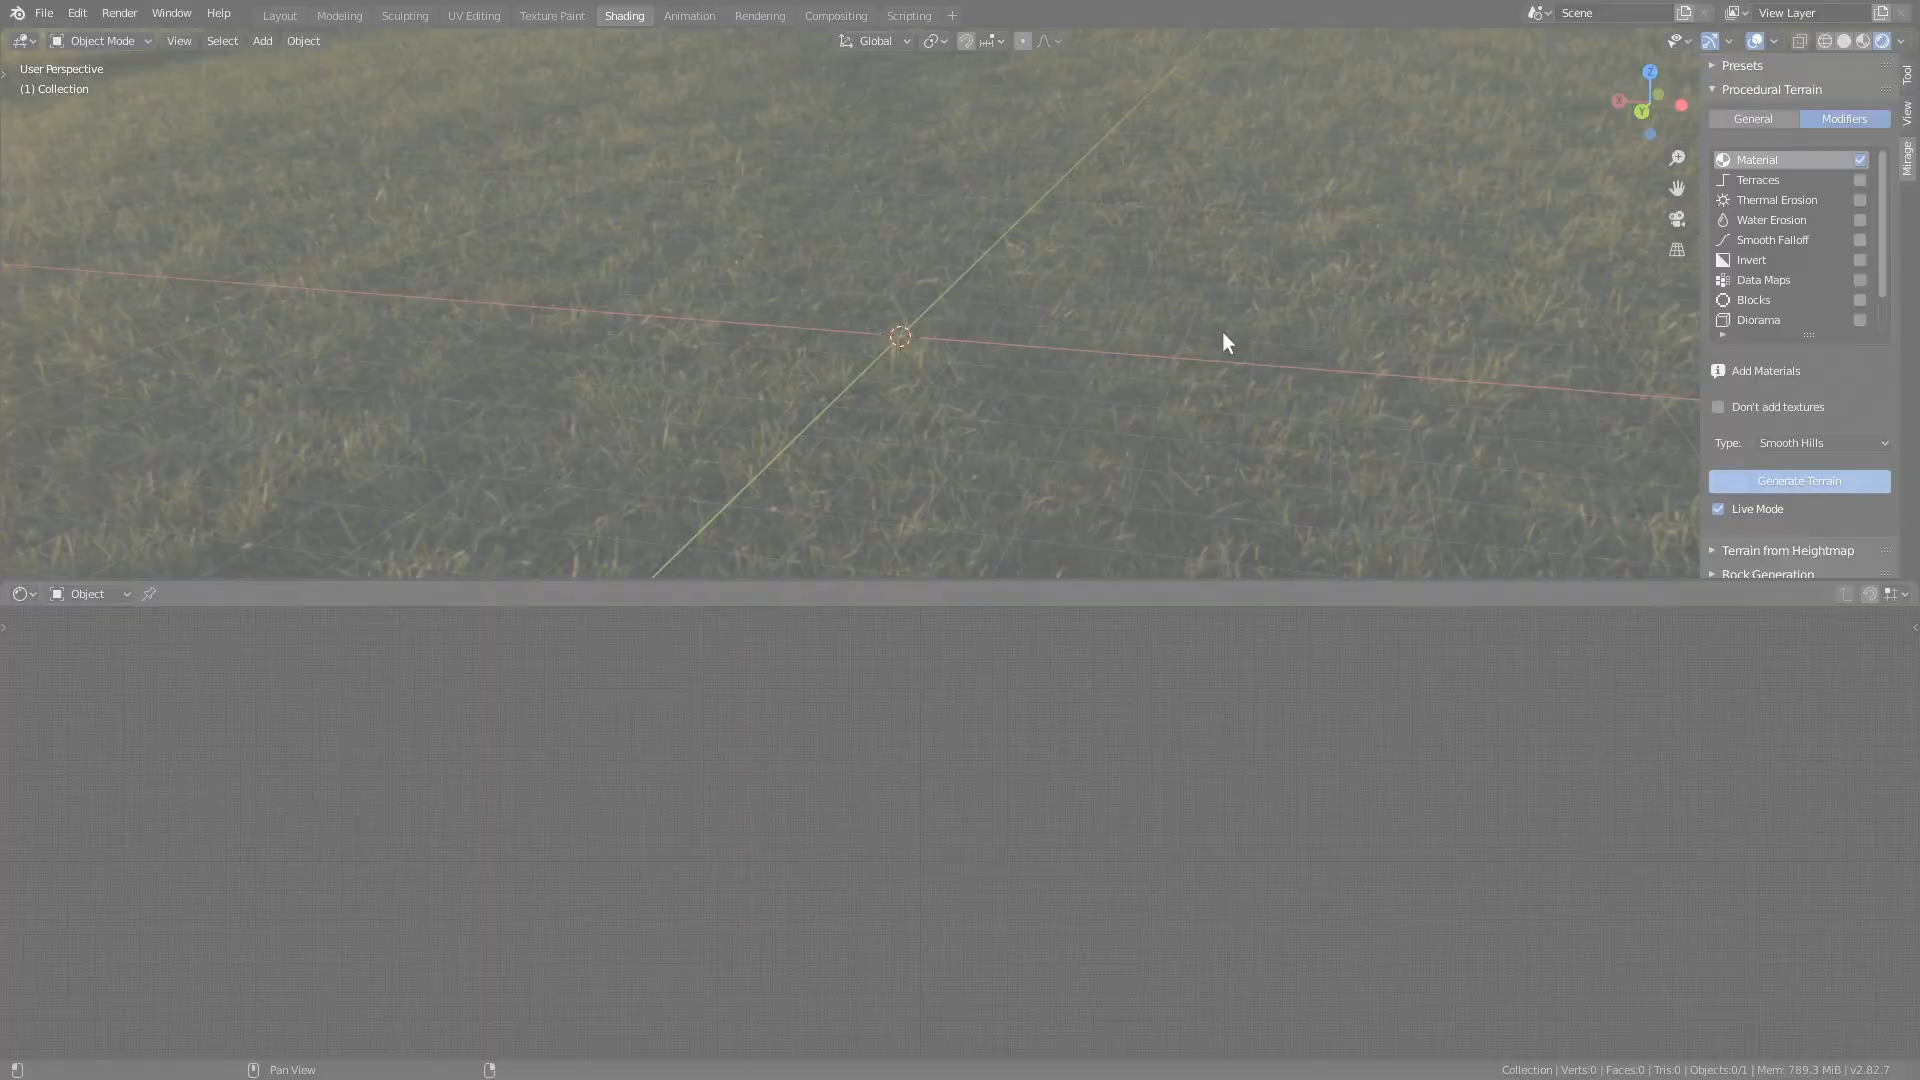 File Edit Render Window Help Layout Modeling Sculpting UV Editing Texture Paint Shading Animation Rendering Compositing Scripting + Scene View Layer
Object Mode View Select Add Object Global
User Perspective
(1) Collection
Z
X
Y
Presets
Procedural Terrain
General Modifiers
Material
Terraces
Thermal Erosion
Water Erosion
Smooth Falloff
Invert
Data Maps
Blocks
Diorama
Add Materials
Don't add textures
Type: Smooth Hills
Generate Terrain
Live Mode
Terrain from Heightmap
Rock Generation
Tool
View
Mirage
Object
Pan View
Collection | Verts:0 | Faces:0 | Tris:0 | Objects:0/1 | Mem: 789.3 MiB | v2.82.7